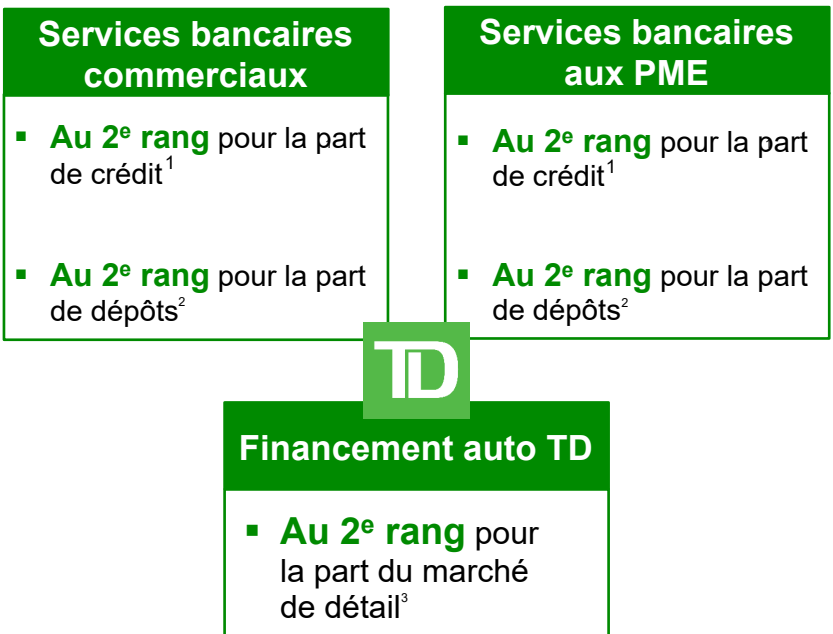 Services bancaires
commerciaux
▪ Au 2ᵉ rang pour la part
de crédit¹
▪ Au 2ᵉ rang pour la part
de dépôts²
Services bancaires
aux PME
▪ Au 2ᵉ rang pour la part
de crédit¹
▪ Au 2ᵉ rang pour la part
de dépôts²
TD
Financement auto TD
▪ Au 2ᵉ rang pour
la part du marché
de détail³